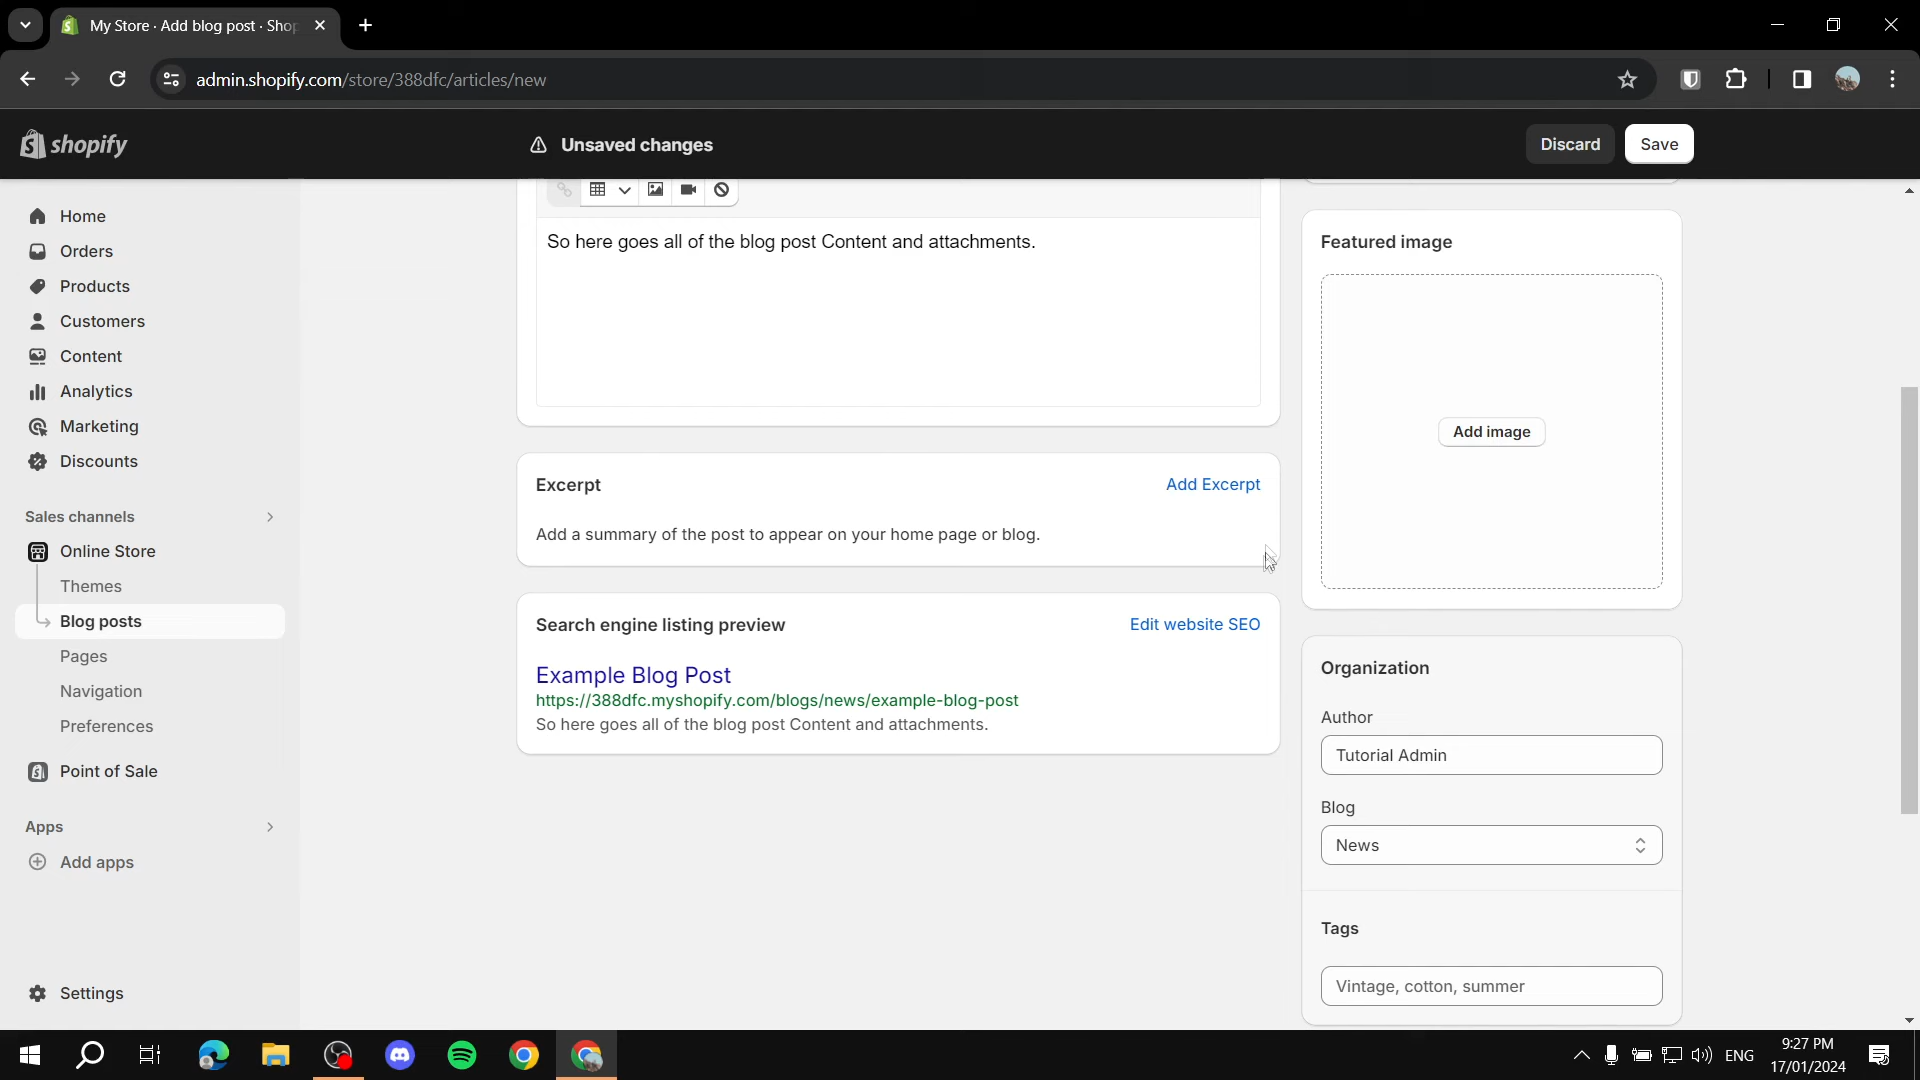 My Store · Add blog post · Shop
admin.shopify.com/store/388dfc/articles/new
shopify
Unsaved changes
Discard
Save
Home
Orders
Products
Customers
Content
Analytics
Marketing
Discounts
Sales channels
Online Store
Themes
Blog posts
Pages
Navigation
Preferences
Point of Sale
Apps
Add apps
Settings
So here goes all of the blog post Content and attachments.
Excerpt
Add Excerpt
Add a summary of the post to appear on your home page or blog.
Search engine listing preview
Edit website SEO
Example Blog Post
https://388dfc.myshopify.com/blogs/news/example-blog-post
So here goes all of the blog post Content and attachments.
Featured image
Add image
Organization
Author
Tutorial Admin
Blog
News
Tags
Vintage, cotton, summer
ENG
9:27 PM
17/01/2024